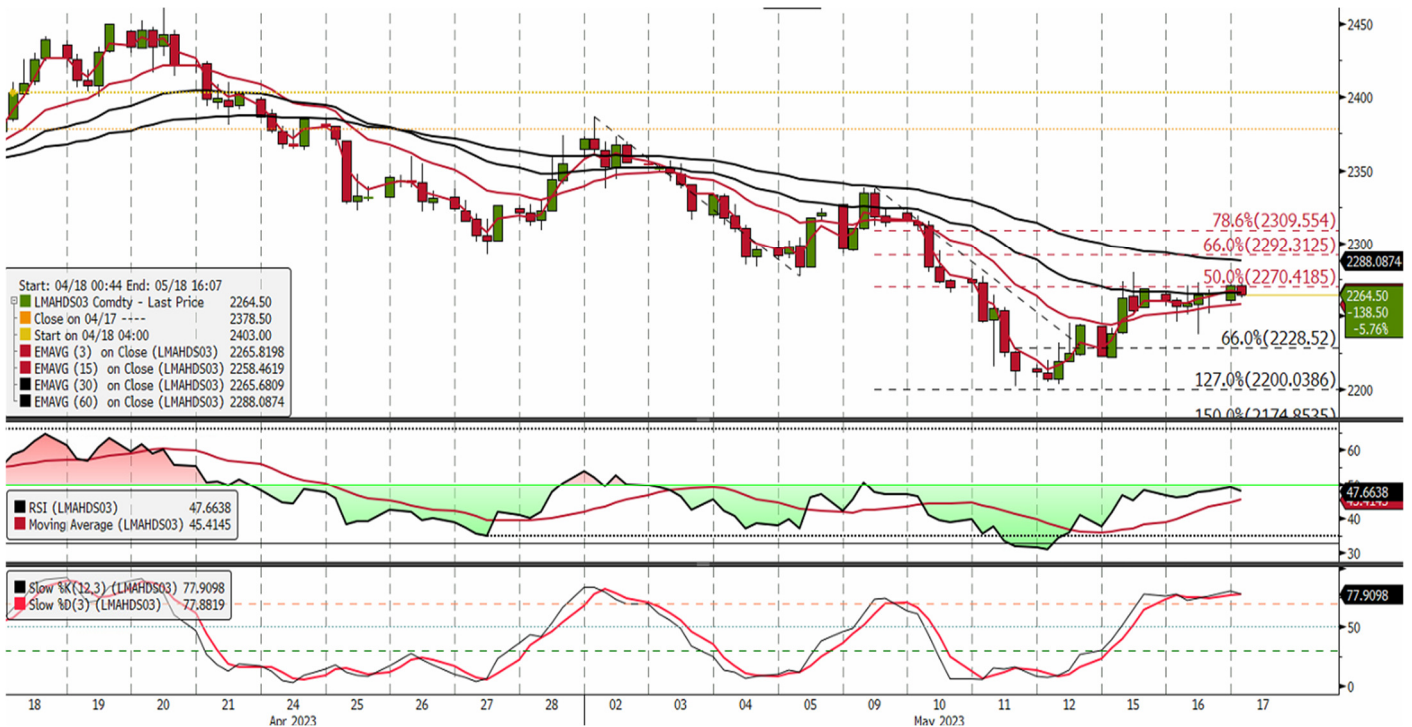 2450
2400
2350
2300
2200
78.6%(2309.554)
66.0%(2292.3125)
2288.0874
50.0%(2270.4185)
2264.50
-138.50
-5.76%
66.0%(2228.52)
127.0%(2200.0386)
150.0%(2174.8535)
Start: 04/18 00:44 End: 05/18 16:07
LMAHDS03 Comdty - Last Price 2264.50
Close on 04/17 ---- 2378.50
Start on 04/18 04:00 2403.00
EMAVG (3) on Close (LMAHDS03) 2265.8198
EMAVG (15) on Close (LMAHDS03) 2258.4619
EMAVG (30) on Close (LMAHDS03) 2265.6809
EMAVG (60) on Close (LMAHDS03) 2288.0874
60
47.6638
40
30
RSI (LMAHDS03) 47.6638
Moving Average (LMAHDS03) 45.4145
Slow %K(12,3) (LMAHDS03) 77.9098
Slow %D(3) (LMAHDS03) 77.8819
77.9098
50
0
18 19 20 21 24 25 26 27 28 02 03 04 05 09 10 11 12 15 16 17
Apr 2023 May 2023